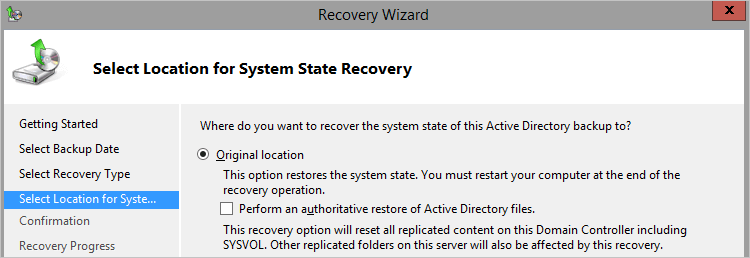 Recovery Wizard
Select Location for System State Recovery
Getting Started
Select Backup Date
Select Recovery Type
Select Location for Syste...
Confirmation
Recovery Progress
Where do you want to recover the system state of this Active Directory backup to?
Original location
This option restores the system state. You must restart your computer at the end of the
recovery operation.
Perform an authoritative restore of Active Directory files.
This recovery option will reset all replicated content on this Domain Controller including
SYSVOL. Other replicated folders on this server will also be affected by this recovery.